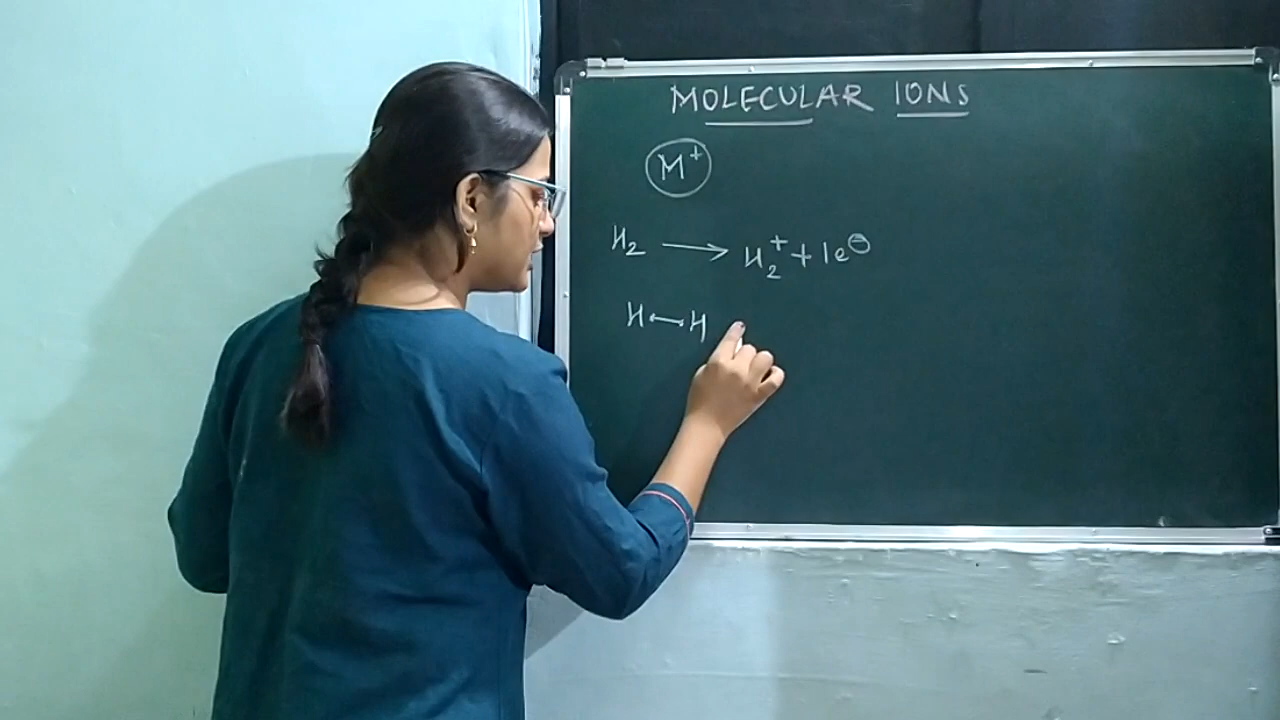 MOLECULAR IONS
M⁺
H₂ ⟶ H₂⁺ + 1e⊖
H—H